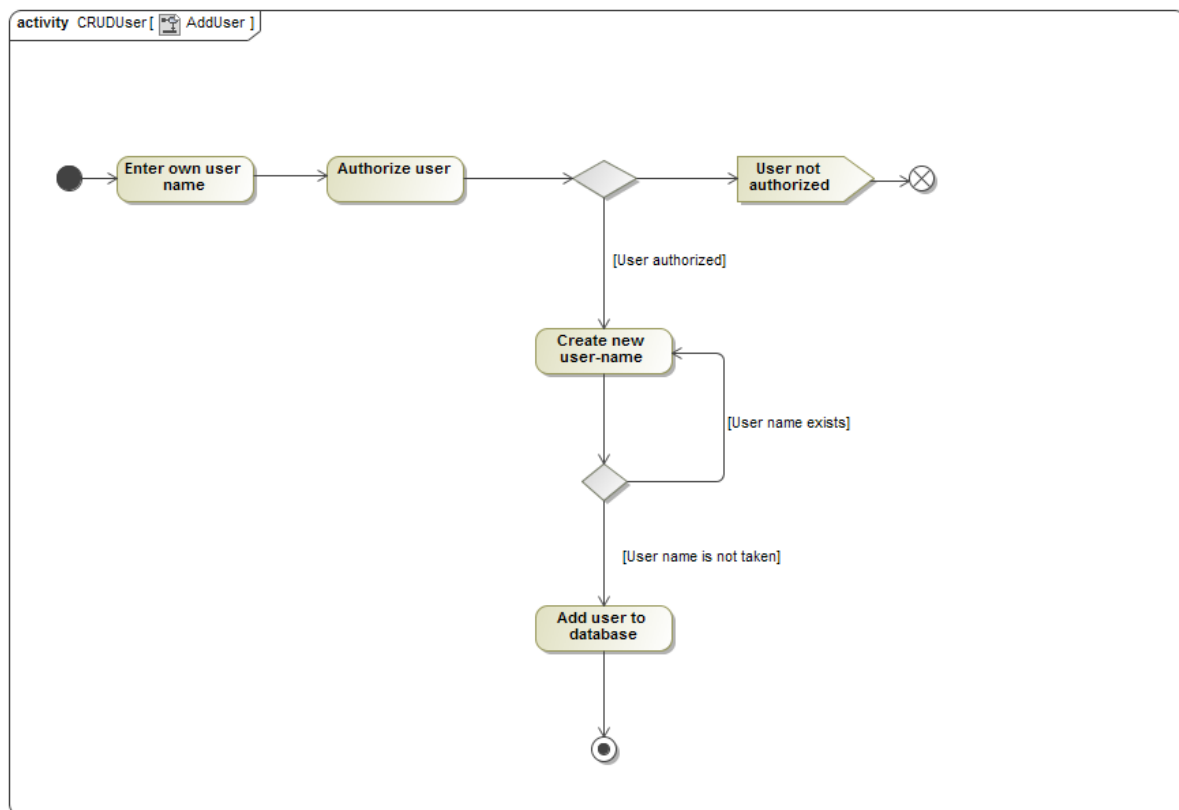 activity CRUDUser [ AddUser ]
Enter own user
name
Authorize user
User not
authorized
[User authorized]
Create new
user-name
[User name exists]
[User name is not taken]
Add user to
database